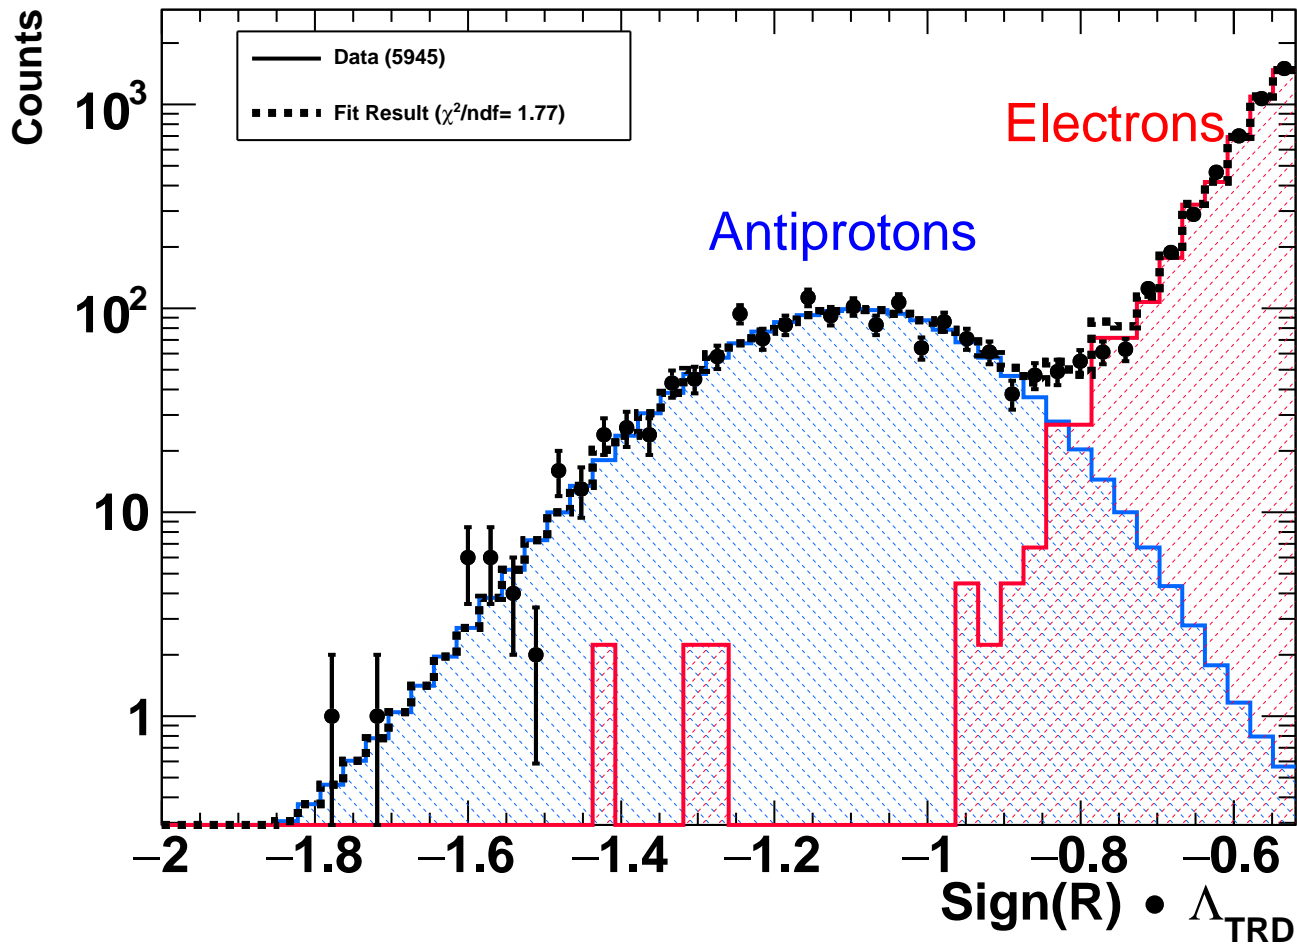 Counts
Data (5945)
Fit Result (χ²/ndf= 1.77)
Electrons
Antiprotons
10³
10²
10
1
−2 −1.8 −1.6 −1.4 −1.2 −1 −0.8 −0.6
Sign(R) • Λ_TRD